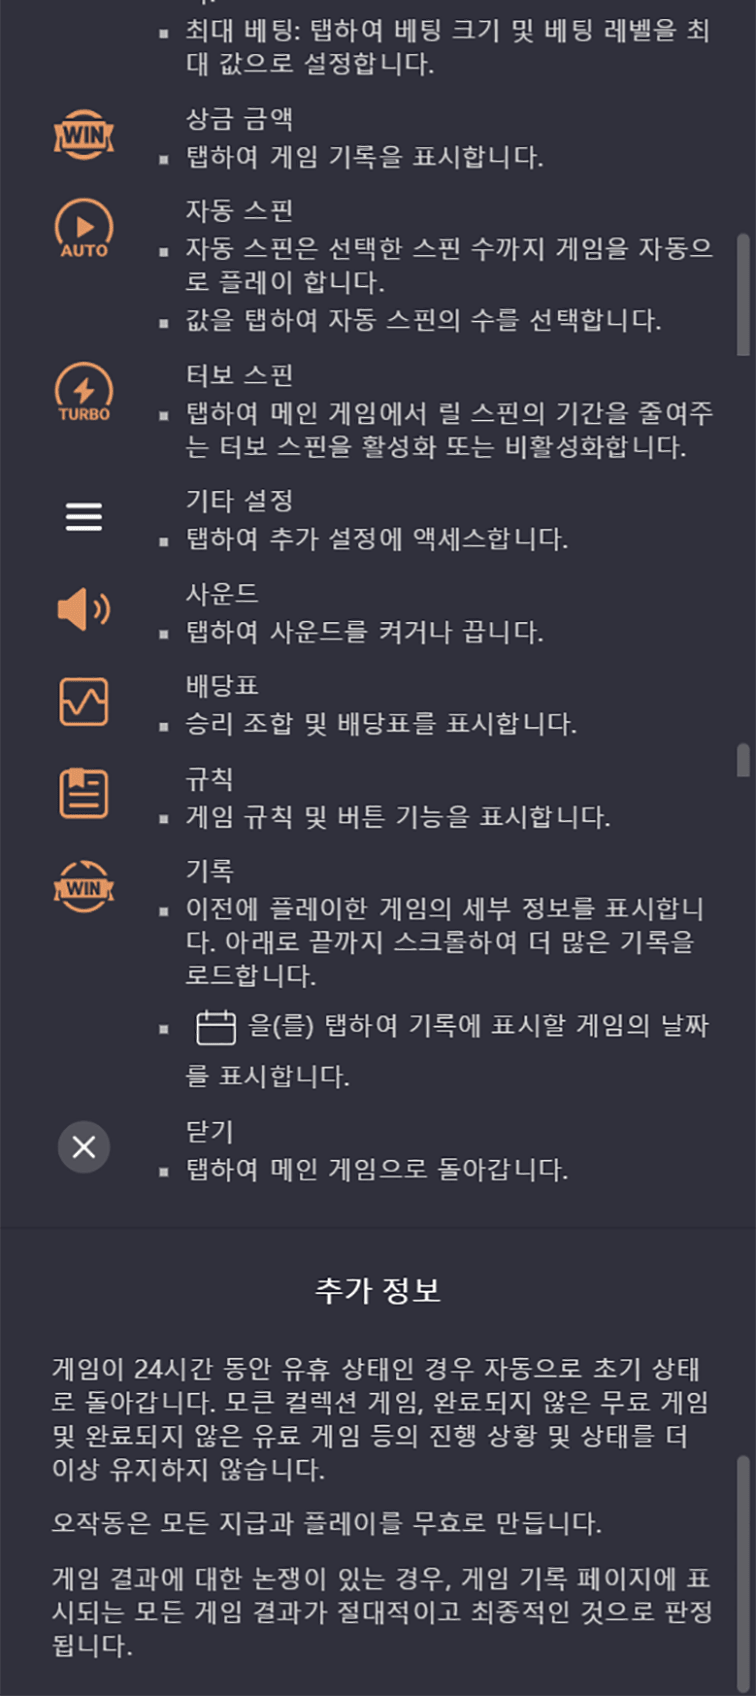 최대 베팅: 탭하여 베팅 크기 및 베팅 레벨을 최
대 값으로 설정합니다.
WIN
상금 금액
탭하여 게임 기록을 표시합니다.
AUTO
자동 스핀
자동 스핀은 선택한 스핀 수까지 게임을 자동으
로 플레이 합니다.
값을 탭하여 자동 스핀의 수를 선택합니다.
TURBO
터보 스핀
탭하여 메인 게임에서 릴 스핀의 기간을 줄여주
는 터보 스핀을 활성화 또는 비활성화합니다.
기타 설정
탭하여 추가 설정에 액세스합니다.
사운드
탭하여 사운드를 켜거나 끕니다.
배당표
승리 조합 및 배당표를 표시합니다.
규칙
게임 규칙 및 버튼 기능을 표시합니다.
WIN
기록
이전에 플레이한 게임의 세부 정보를 표시합니
다. 아래로 끝까지 스크롤하여 더 많은 기록을
로드합니다.
을(를) 탭하여 기록에 표시할 게임의 날짜
를 표시합니다.
닫기
탭하여 메인 게임으로 돌아갑니다.
추가 정보
게임이 24시간 동안 유휴 상태인 경우 자동으로 초기 상태
로 돌아갑니다. 모큰 컬렉션 게임, 완료되지 않은 무료 게임
및 완료되지 않은 유료 게임 등의 진행 상황 및 상태를 더
이상 유지하지 않습니다.
오작동은 모든 지급과 플레이를 무효로 만듭니다.
게임 결과에 대한 논쟁이 있는 경우, 게임 기록 페이지에 표
시되는 모든 게임 결과가 절대적이고 최종적인 것으로 판정
됩니다.